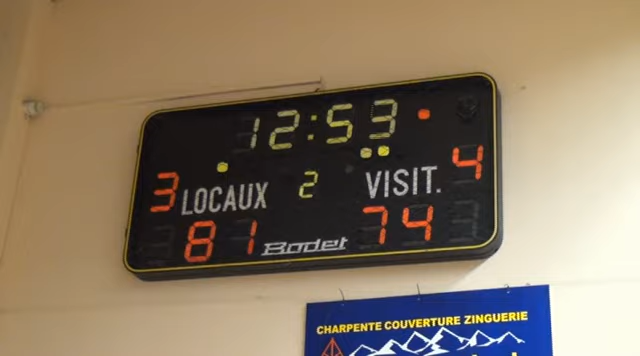 12:53
3 LOCAUX 2 VISIT. 4
81 Bodet 74
CHARPENTE COUVERTURE ZINGUERIE